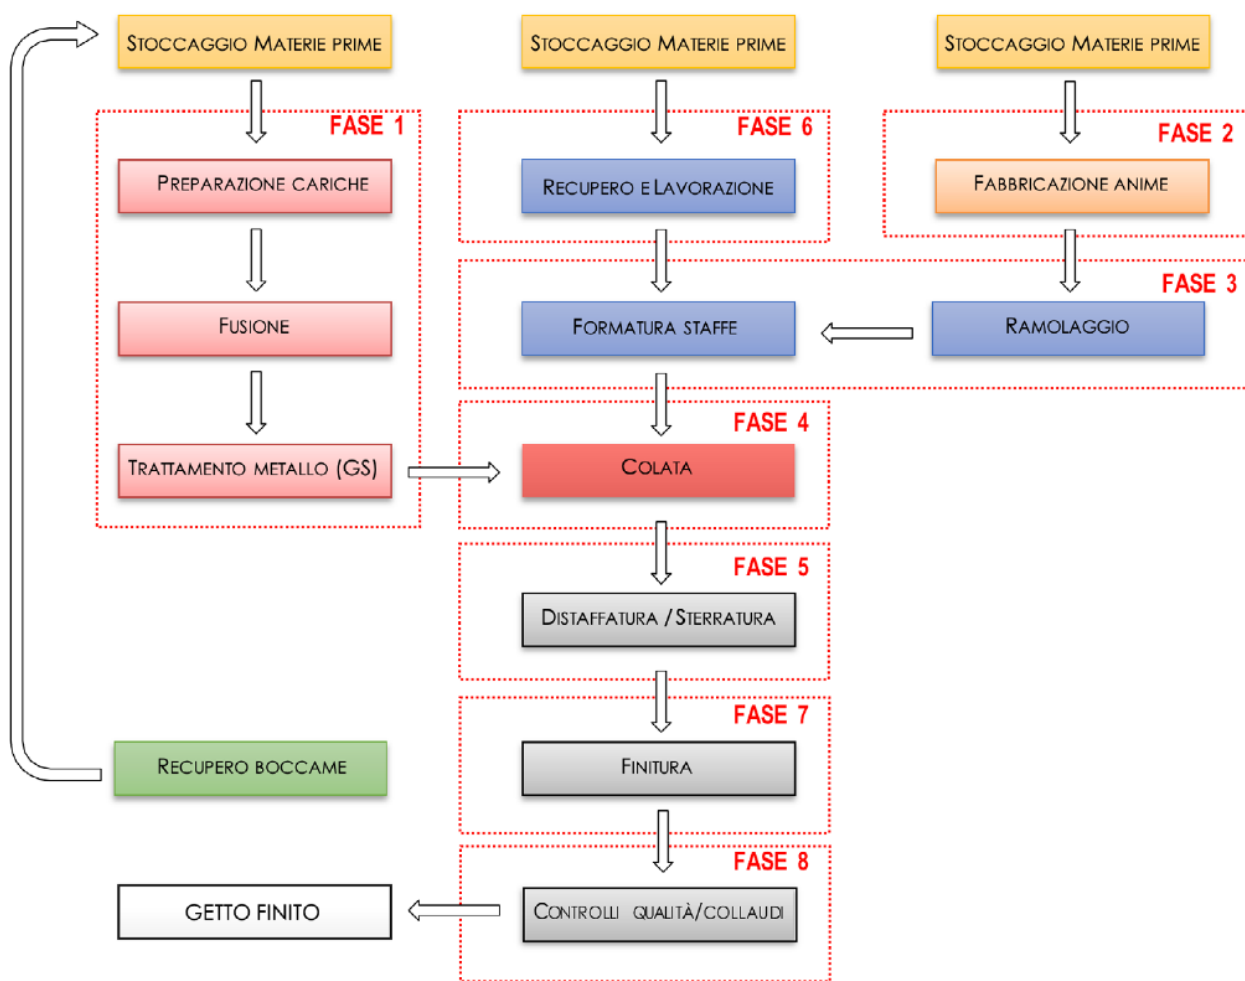 STOCCAGGIO MATERIE PRIME
STOCCAGGIO MATERIE PRIME
STOCCAGGIO MATERIE PRIME
FASE 1
FASE 6
FASE 2
PREPARAZIONE CARICHE
RECUPERO E LAVORAZIONE
FABBRICAZIONE ANIME
FASE 3
FUSIONE
FORMATURA STAFFE
RAMOLAGGIO
FASE 4
TRATTAMENTO METALLO (GS)
COLATA
FASE 5
DISTAFFATURA / STERRATURA
FASE 7
RECUPERO BOCCAME
FINITURA
FASE 8
GETTO FINITO
CONTROLLI QUALITÀ/COLLAUDI